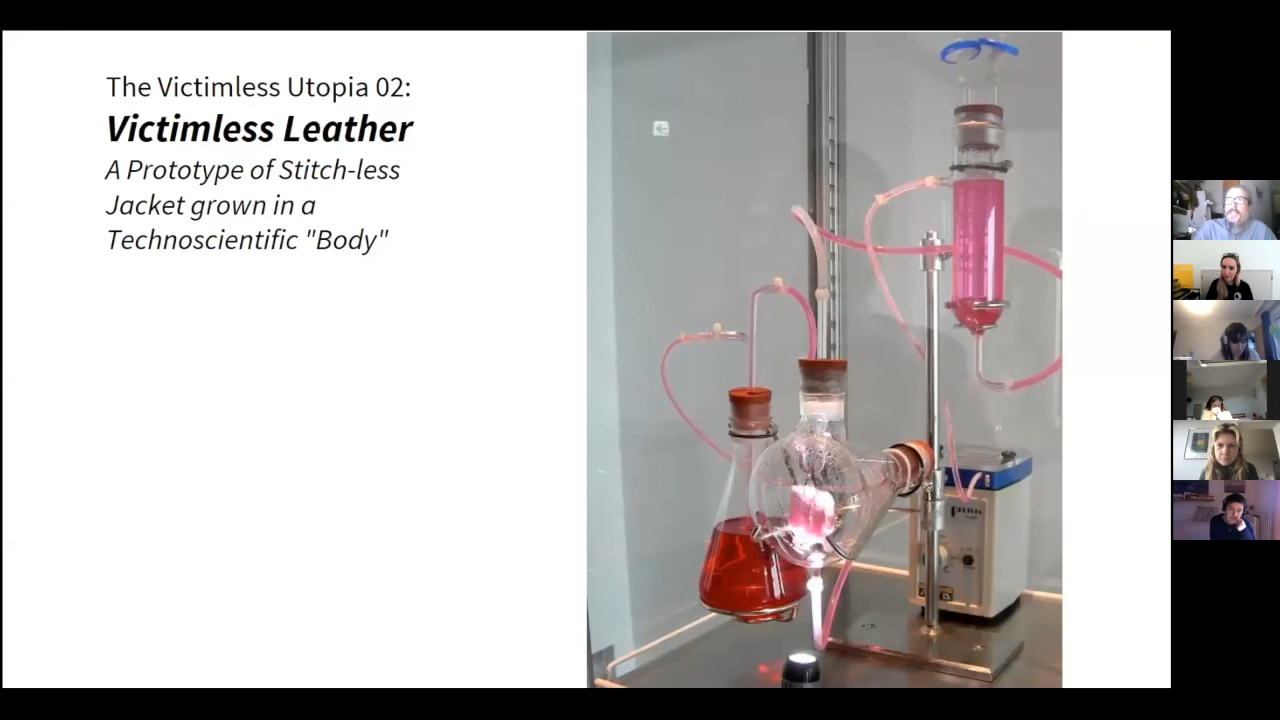 The Victimless Utopia 02:
Victimless Leather
A Prototype of Stitch-less
Jacket grown in a
Technoscientific "Body"